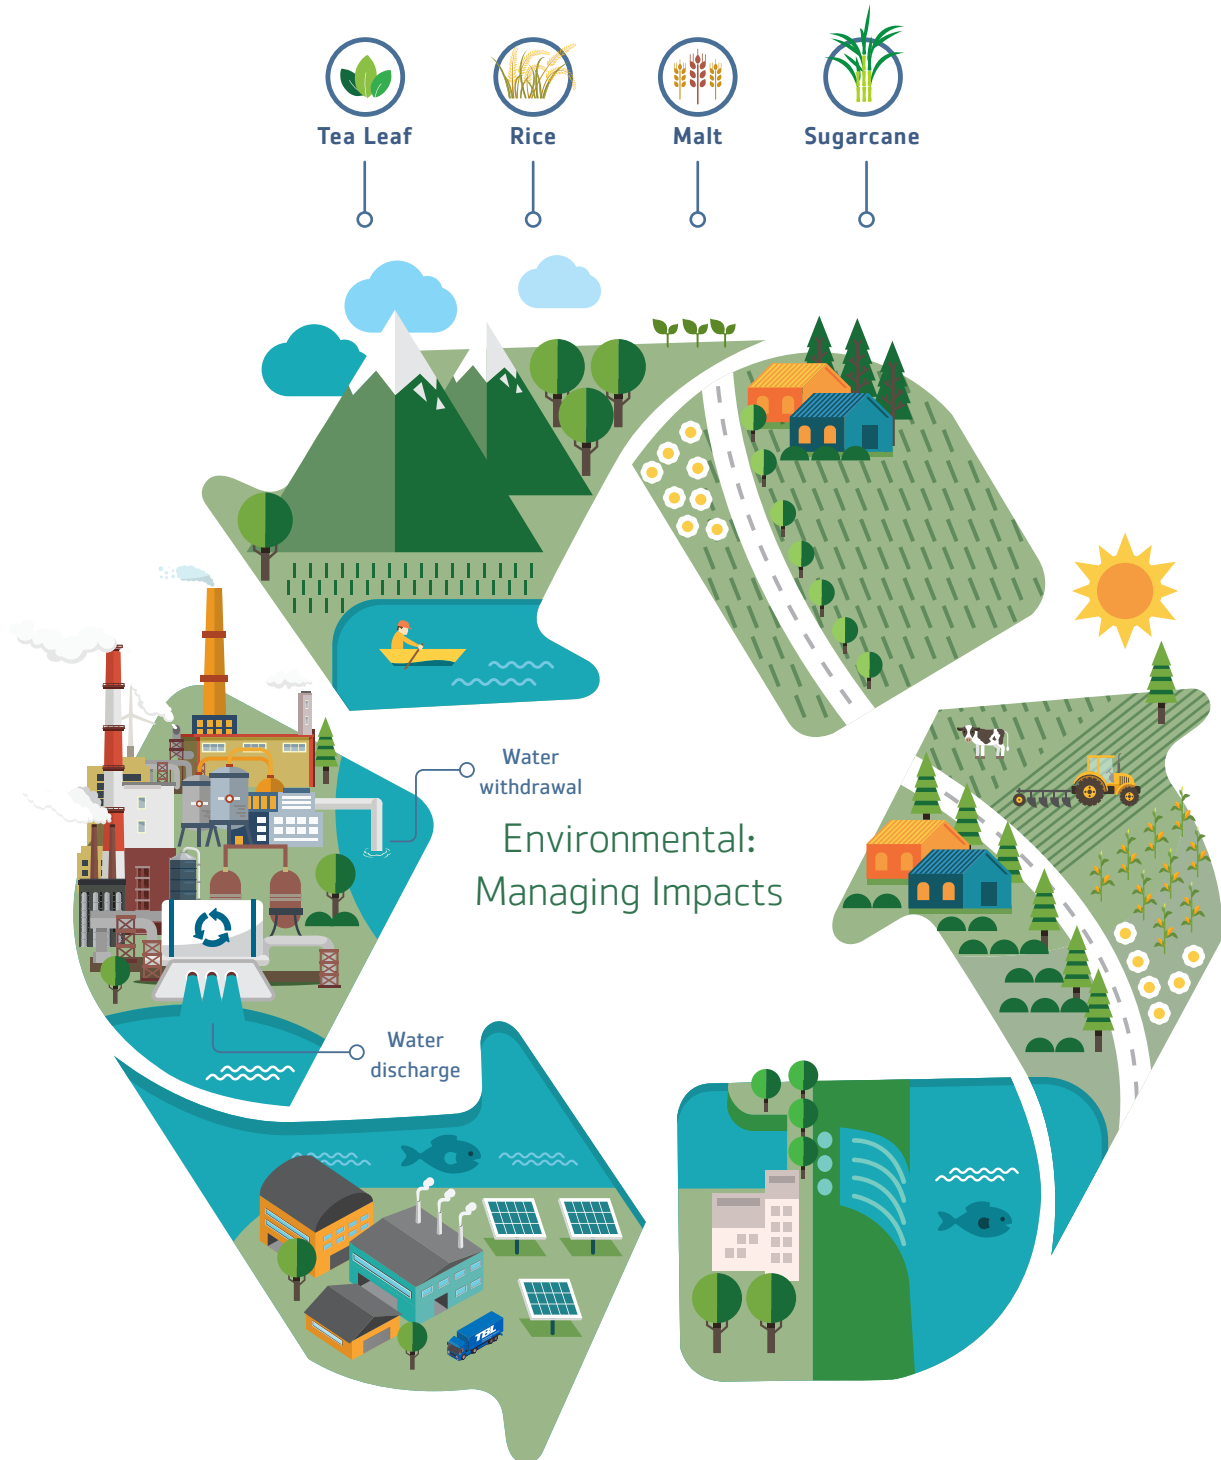 Tea Leaf
Rice
Malt
Sugarcane
Water
withdrawal
Environmental:
Managing Impacts
Water
discharge
TBL